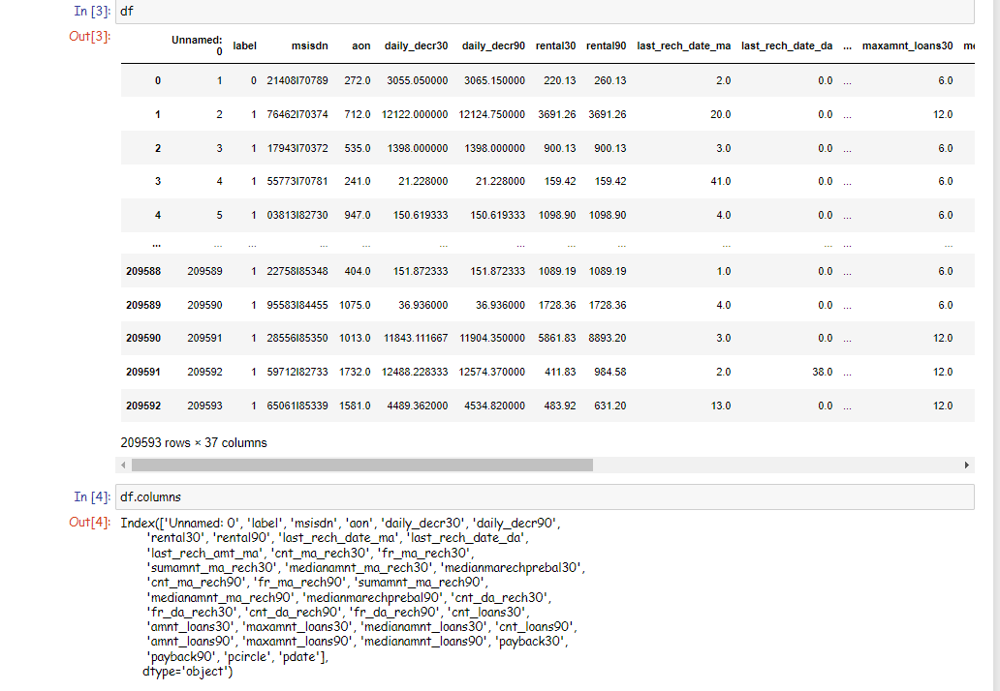 In [3]: df
Out[3]:
Unnamed: 0 label msisdn aon daily_decr30 daily_decr90 rental30 rental90 last_rech_date_ma last_rech_date_da ... maxamnt_loans30 me
0 1 0 21408I70789 272.0 3055.050000 3065.150000 220.13 260.13 2.0 0.0 ... 6.0
1 2 1 76462I70374 712.0 12122.000000 12124.750000 3691.26 3691.26 20.0 0.0 ... 12.0
2 3 1 17943I70372 535.0 1398.000000 1398.000000 900.13 900.13 3.0 0.0 ... 6.0
3 4 1 55773I70781 241.0 21.228000 21.228000 159.42 159.42 41.0 0.0 ... 6.0
4 5 1 03813I82730 947.0 150.619333 150.619333 1098.90 1098.90 4.0 0.0 ... 6.0
... ... ... ... ... ... ... ... ... ... ... ... ...
209588 209589 1 22758I85348 404.0 151.872333 151.872333 1089.19 1089.19 1.0 0.0 ... 6.0
209589 209590 1 95583I84455 1075.0 36.936000 36.936000 1728.36 1728.36 4.0 0.0 ... 6.0
209590 209591 1 28556I85350 1013.0 11843.111667 11904.350000 5861.83 8893.20 3.0 0.0 ... 12.0
209591 209592 1 59712I82733 1732.0 12488.228333 12574.370000 411.83 984.58 2.0 38.0 ... 12.0
209592 209593 1 65061I85339 1581.0 4489.362000 4534.820000 483.92 631.20 13.0 0.0 ... 12.0
209593 rows × 37 columns
In [4]: df.columns
Out[4]: Index(['Unnamed: 0', 'label', 'msisdn', 'aon', 'daily_decr30', 'daily_decr90',
'rental30', 'rental90', 'last_rech_date_ma', 'last_rech_date_da',
'last_rech_amt_ma', 'cnt_ma_rech30', 'fr_ma_rech30',
'sumamnt_ma_rech30', 'medianamnt_ma_rech30', 'medianmarechprebal30',
'cnt_ma_rech90', 'fr_ma_rech90', 'sumamnt_ma_rech90',
'medianamnt_ma_rech90', 'medianmarechprebal90', 'cnt_da_rech30',
'fr_da_rech30', 'cnt_da_rech90', 'fr_da_rech90', 'cnt_loans30',
'amnt_loans30', 'maxamnt_loans30', 'medianamnt_loans30', 'cnt_loans90',
'amnt_loans90', 'maxamnt_loans90', 'medianamnt_loans90', 'payback30',
'payback90', 'pcircle', 'pdate'],
dtype='object')